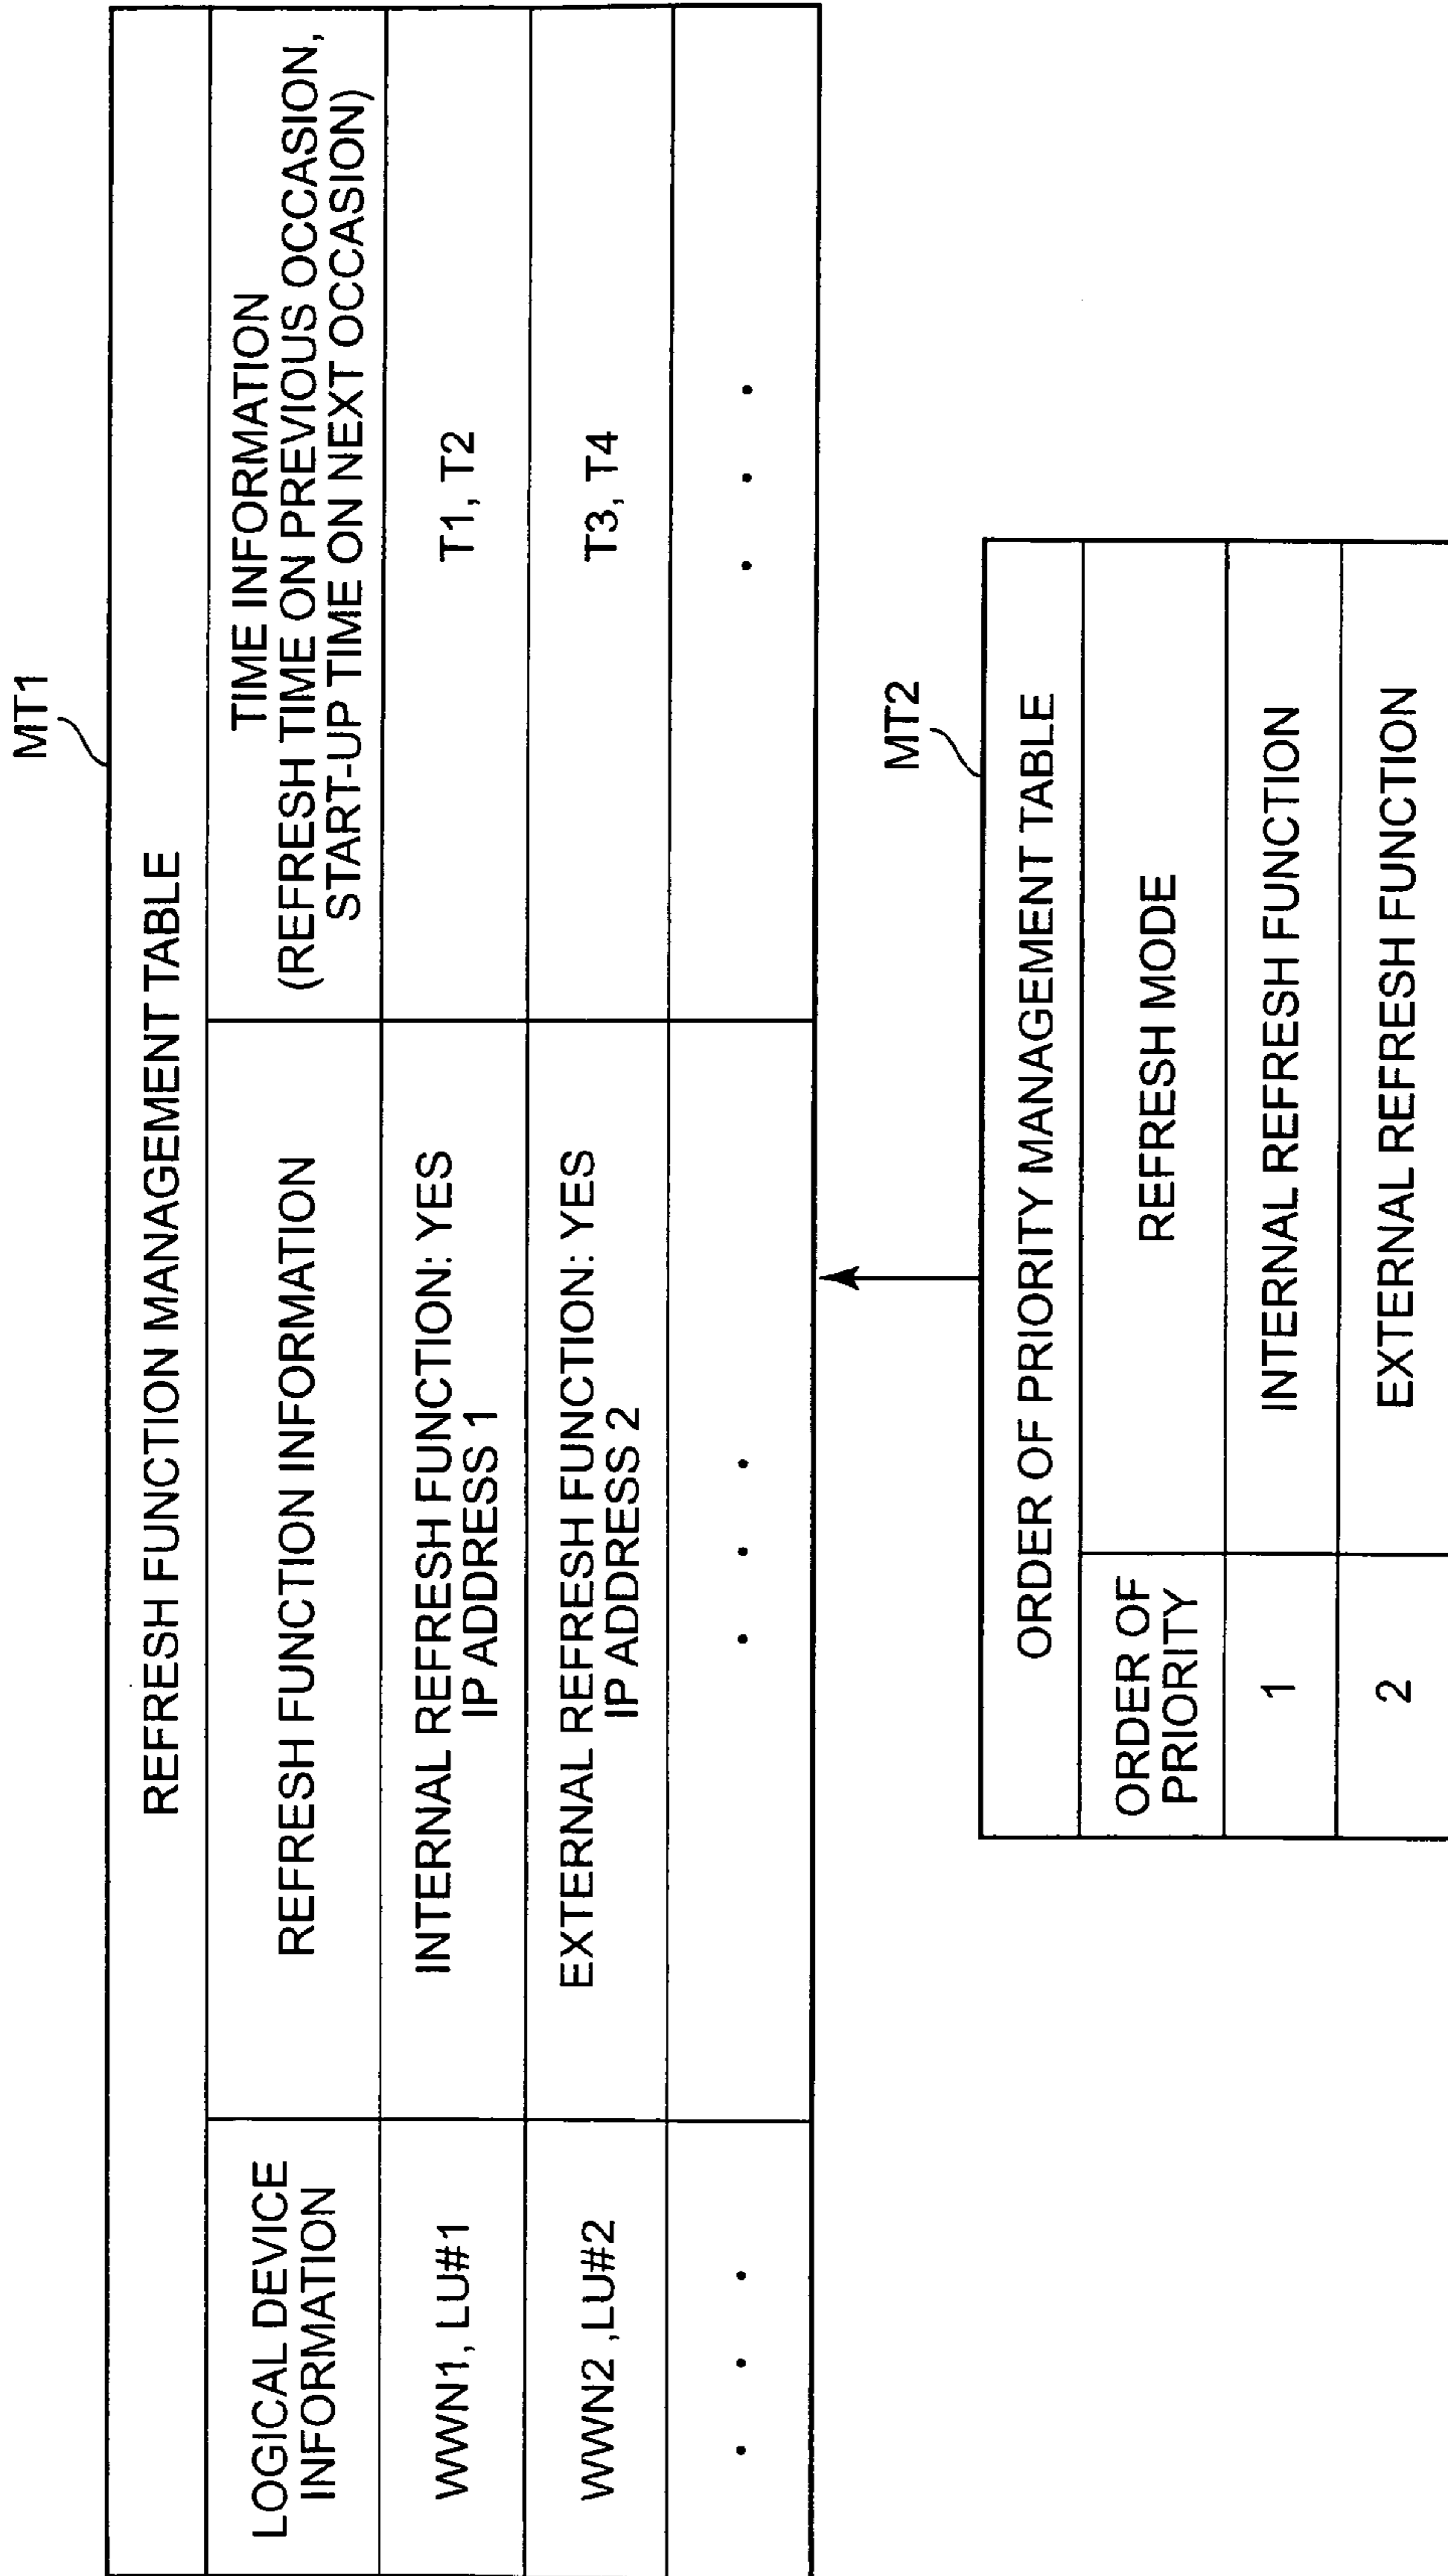 MT1
REFRESH FUNCTION MANAGEMENT TABLE
LOGICAL DEVICE
INFORMATION
REFRESH FUNCTION INFORMATION
TIME INFORMATION
(REFRESH TIME ON PREVIOUS OCCASION,
START-UP TIME ON NEXT OCCASION)
WWN1, LU#1
INTERNAL REFRESH FUNCTION: YES
IP ADDRESS 1
T1, T2
WWN2 ,LU#2
EXTERNAL REFRESH FUNCTION: YES
IP ADDRESS 2
T3, T4
. . .
. . .
. . .
MT2
ORDER OF PRIORITY MANAGEMENT TABLE
ORDER OF
PRIORITY
REFRESH MODE
1
INTERNAL REFRESH FUNCTION
2
EXTERNAL REFRESH FUNCTION